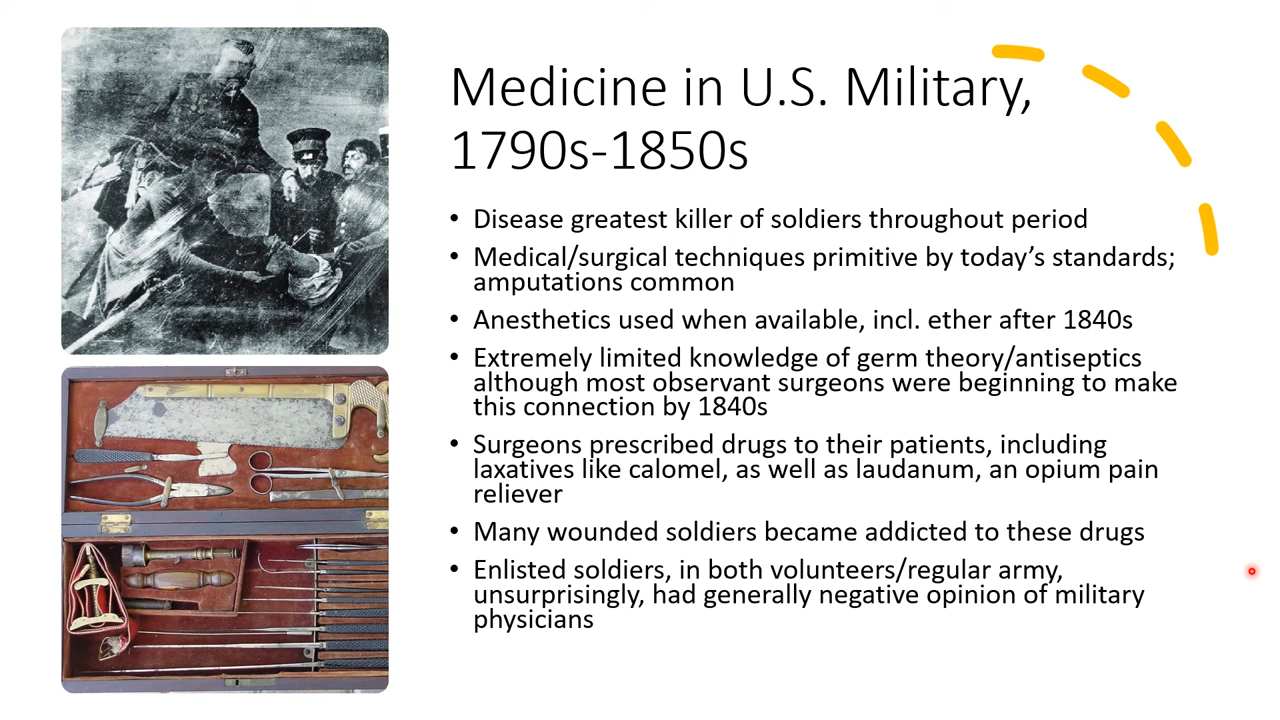 Medicine in U.S. Military,
1790s-1850s
• Disease greatest killer of soldiers throughout period
• Medical/surgical techniques primitive by today’s standards;
amputations common
• Anesthetics used when available, incl. ether after 1840s
• Extremely limited knowledge of germ theory/antiseptics
although most observant surgeons were beginning to make
this connection by 1840s
• Surgeons prescribed drugs to their patients, including
laxatives like calomel, as well as laudanum, an opium pain
reliever
• Many wounded soldiers became addicted to these drugs
• Enlisted soldiers, in both volunteers/regular army,
unsurprisingly, had generally negative opinion of military
physicians